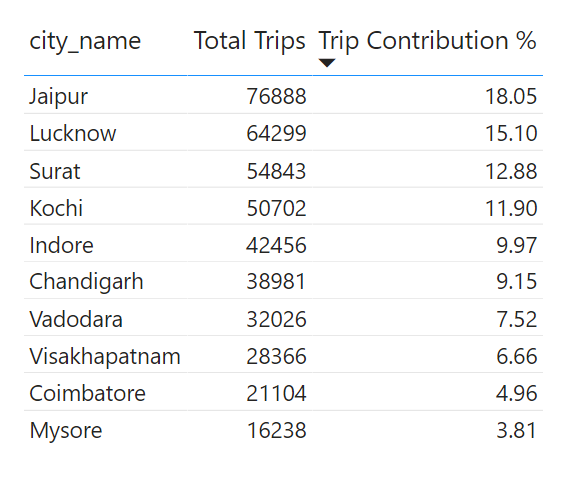 city_name Total Trips Trip Contribution %
Jaipur 76888 18.05
Lucknow 64299 15.10
Surat 54843 12.88
Kochi 50702 11.90
Indore 42456 9.97
Chandigarh 38981 9.15
Vadodara 32026 7.52
Visakhapatnam 28366 6.66
Coimbatore 21104 4.96
Mysore 16238 3.81